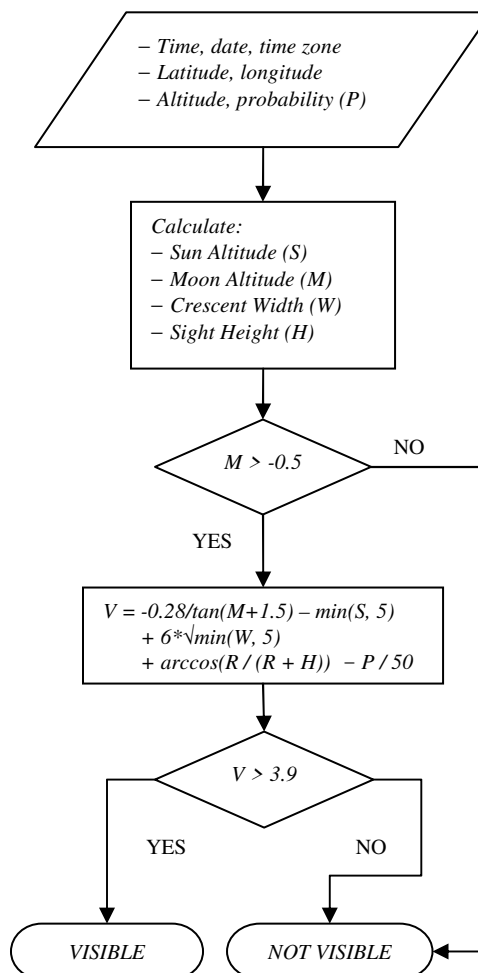 – Time, date, time zone
– Latitude, longitude
– Altitude, probability (P)
Calculate:
– Sun Altitude (S)
– Moon Altitude (M)
– Crescent Width (W)
– Sight Height (H)
M > -0.5
NO
YES
V = -0.28/tan(M+1.5) – min(S, 5)
+ 6*√min(W, 5)
+ arccos(R / (R + H)) – P / 50
V > 3.9
YES
NO
VISIBLE
NOT VISIBLE